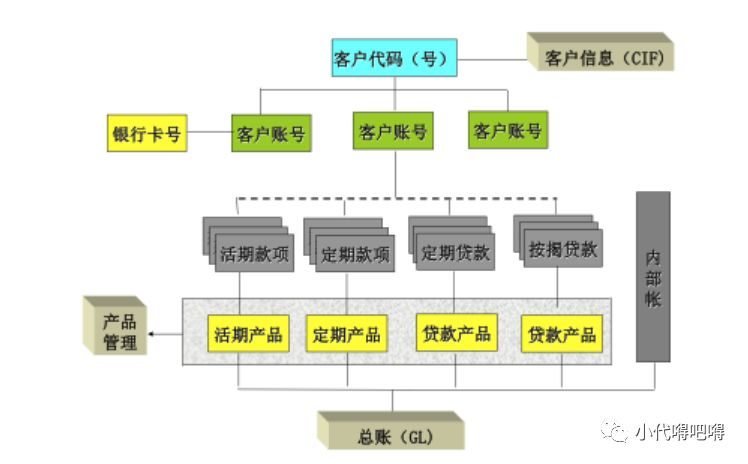 客户代码（号）
客户信息（CIF)
银行卡号
客户账号
客户账号
客户账号
活期款项
定期款项
定期贷款
按揭贷款
内部帐
产品
管理
活期产品
定期产品
贷款产品
贷款产品
总账（GL）
小代嘚吧嘚